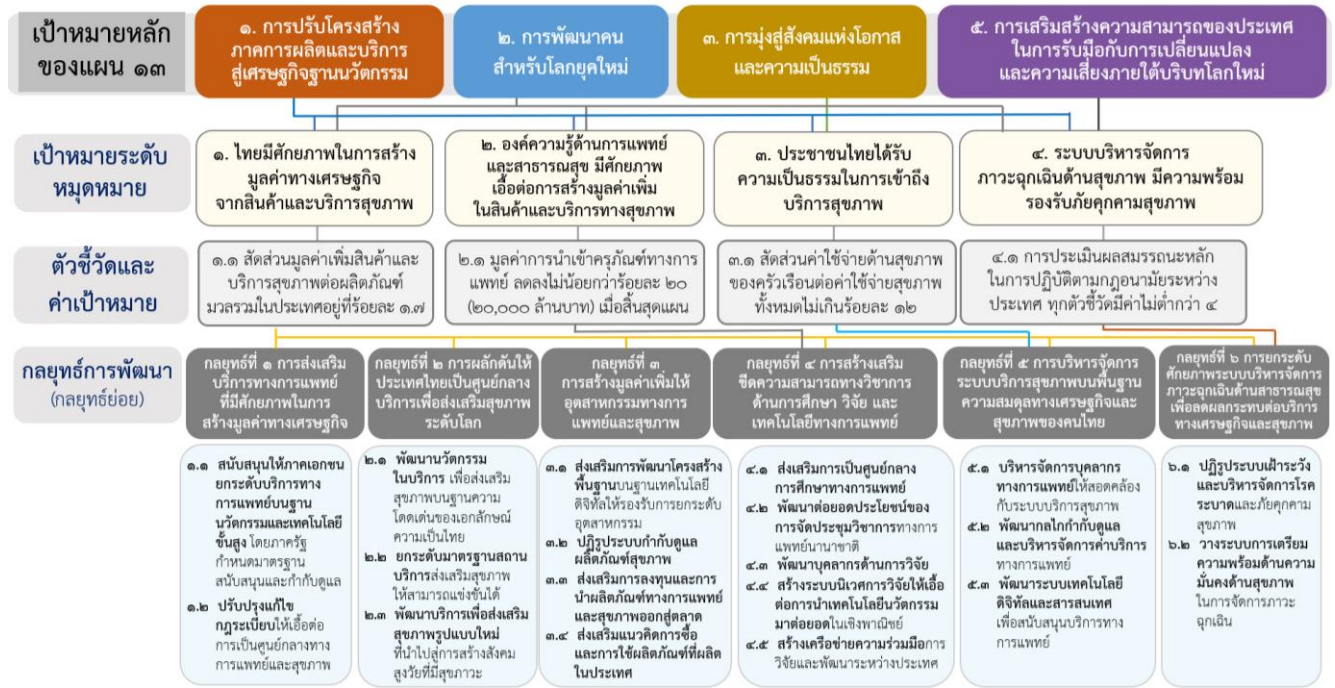 เป้าหมายหลัก
ของแผน ๑๓
๑. การปรับโครงสร้าง
ภาคการผลิตและบริการ
สู่เศรษฐกิจฐานนวัตกรรม
๒. การพัฒนาคน
สำหรับโลกยุคใหม่
๓. การมุ่งสู่สังคมแห่งโอกาส
และความเป็นธรรม
๕. การเสริมสร้างความสามารถของประเทศ
ในการรับมือกับการเปลี่ยนแปลง
และความเสี่ยงภายใต้บริบทโลกใหม่
เป้าหมายระดับ
หมุดหมาย
๑. ไทยมีศักยภาพในการสร้าง
มูลค่าทางเศรษฐกิจ
จากสินค้าและบริการสุขภาพ
๒. องค์ความรู้ด้านการแพทย์
และสาธารณสุข มีศักยภาพ
เอื้อต่อการสร้างมูลค่าเพิ่ม
ในสินค้าและบริการทางสุขภาพ
๓. ประชาชนไทยได้รับ
ความเป็นธรรมในการเข้าถึง
บริการสุขภาพ
๔. ระบบบริหารจัดการ
ภาวะฉุกเฉินด้านสุขภาพ มีความพร้อม
รองรับภัยคุกคามสุขภาพ
ตัวชี้วัดและ
ค่าเป้าหมาย
๑.๑ สัดส่วนมูลค่าเพิ่มสินค้าและ
บริการสุขภาพต่อผลิตภัณฑ์
มวลรวมในประเทศอยู่ที่ร้อยละ ๑.๗
๒.๑ มูลค่าการนำเข้าครุภัณฑ์ทางการ
แพทย์ ลดลงไม่น้อยกว่าร้อยละ ๒๐
(๒๐,๐๐๐ ล้านบาท) เมื่อสิ้นสุดแผน
๓.๑ สัดส่วนค่าใช้จ่ายด้านสุขภาพ
ของครัวเรือนต่อค่าใช้จ่ายสุขภาพ
ทั้งหมดไม่เกินร้อยละ ๑๒
๔.๑ การประเมินผลสมรรถนะหลัก
ในการปฏิบัติตามกฎอนามัยระหว่าง
ประเทศ ทุกตัวชี้วัดมีค่าไม่ต่ำกว่า ๔
กลยุทธ์การพัฒนา
(กลยุทธ์ย่อย)
กลยุทธ์ที่ ๑ การส่งเสริม
บริการทางการแพทย์
ที่มีศักยภาพในการ
สร้างมูลค่าทางเศรษฐกิจ
กลยุทธ์ที่ ๒ การผลักดันให้
ประเทศไทยเป็นศูนย์กลาง
บริการเพื่อส่งเสริมสุขภาพ
ระดับโลก
กลยุทธ์ที่ ๓
การสร้างมูลค่าเพิ่มให้
อุตสาหกรรมทางการ
แพทย์และสุขภาพ
กลยุทธ์ที่ ๔ การสร้างเสริม
ขีดความสามารถทางวิชาการ
ด้านการศึกษา วิจัย และ
เทคโนโลยีทางการแพทย์
กลยุทธ์ที่ ๕ การบริหารจัดการ
ระบบบริการสุขภาพบนพื้นฐาน
ความสมดุลทางเศรษฐกิจและ
สุขภาพของคนไทย
กลยุทธ์ที่ ๖ การยกระดับ
ศักยภาพระบบบริหารจัดการ
ภาวะฉุกเฉินด้านสาธารณสุข
เพื่อลดผลกระทบต่อบริการ
ทางเศรษฐกิจและสุขภาพ
๑.๑ สนับสนุนให้ภาคเอกชน
ยกระดับบริการทาง
การแพทย์บนฐาน
นวัตกรรมและเทคโนโลยี
ขั้นสูง โดยภาครัฐ
กำหนดมาตรฐาน
สนับสนุนและกำกับดูแล
๑.๒ ปรับปรุงแก้ไข
กฎระเบียบให้เอื้อต่อ
การเป็นศูนย์กลางทาง
การแพทย์และสุขภาพ
๒.๑ พัฒนานวัตกรรม
ในบริการ เพื่อส่งเสริม
สุขภาพบนฐานความ
โดดเด่นของเอกลักษณ์
ความเป็นไทย
๒.๒ ยกระดับมาตรฐานสถาน
บริการส่งเสริมสุขภาพ
ให้สามารถแข่งขันได้
๒.๓ พัฒนาบริการเพื่อส่งเสริม
สุขภาพรูปแบบใหม่
ที่นำไปสู่การสร้างสังคม
สูงวัยที่มีสุขภาวะ
๓.๑ ส่งเสริมการพัฒนาโครงสร้าง
พื้นฐานบนฐานเทคโนโลยี
ดิจิทัลให้รองรับการยกระดับ
อุตสาหกรรม
๓.๒ ปฏิรูประบบกำกับดูแล
ผลิตภัณฑ์สุขภาพ
๓.๓ ส่งเสริมการลงทุนและการ
นำผลิตภัณฑ์ทางการแพทย์
และสุขภาพออกสู่ตลาด
๓.๔ ส่งเสริมแนวคิดการซื้อ
และการใช้ผลิตภัณฑ์ที่ผลิต
ในประเทศ
๔.๑ ส่งเสริมการเป็นศูนย์กลาง
การศึกษาทางการแพทย์
๔.๒ พัฒนาต่อยอดประโยชน์ของ
การจัดประชุมวิชาการทางการ
แพทย์นานาชาติ
๔.๓ พัฒนาบุคลากรด้านการวิจัย
๔.๔ สร้างระบบนิเวศการวิจัยให้เอื้อ
ต่อการนำเทคโนโลยีนวัตกรรม
มาต่อยอดในเชิงพาณิชย์
๔.๕ สร้างเครือข่ายความร่วมมือการ
วิจัยและพัฒนาระหว่างประเทศ
๕.๑ บริหารจัดการบุคลากร
ทางการแพทย์ให้สอดคล้อง
กับระบบบริการสุขภาพ
๕.๒ พัฒนากลไกกำกับดูแล
และบริหารจัดการค่าบริการ
ทางการแพทย์
๕.๓ พัฒนาระบบเทคโนโลยี
ดิจิทัลและสารสนเทศ
เพื่อสนับสนุนบริการทาง
การแพทย์
๖.๑ ปฏิรูประบบเฝ้าระวัง
และบริหารจัดการโรค
ระบาดและภัยคุกคาม
สุขภาพ
๖.๒ วางระบบการเตรียม
ความพร้อมด้านความ
มั่นคงด้านสุขภาพ
ในการจัดการภาวะ
ฉุกเฉิน